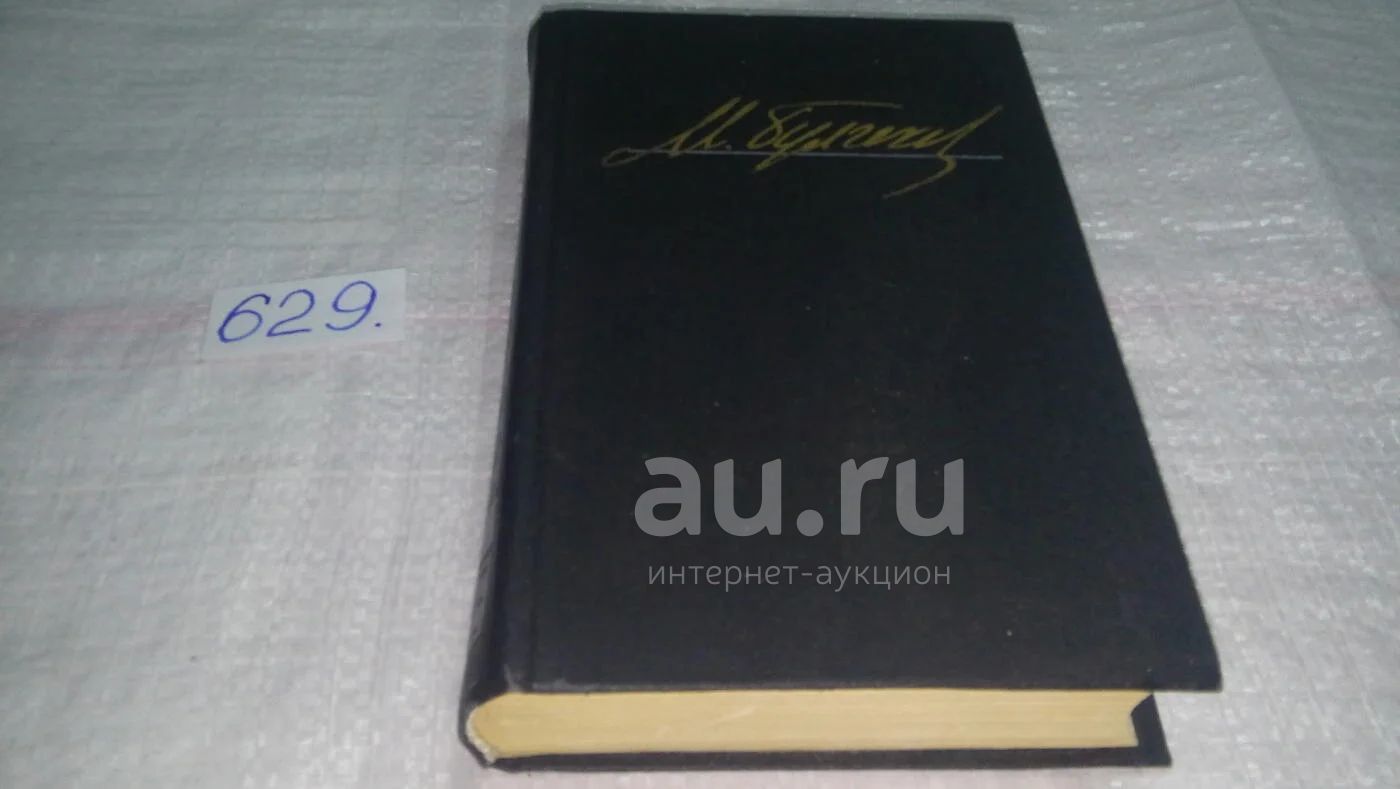 М. Булгаков
629.
au.ru
интернет-аукцион